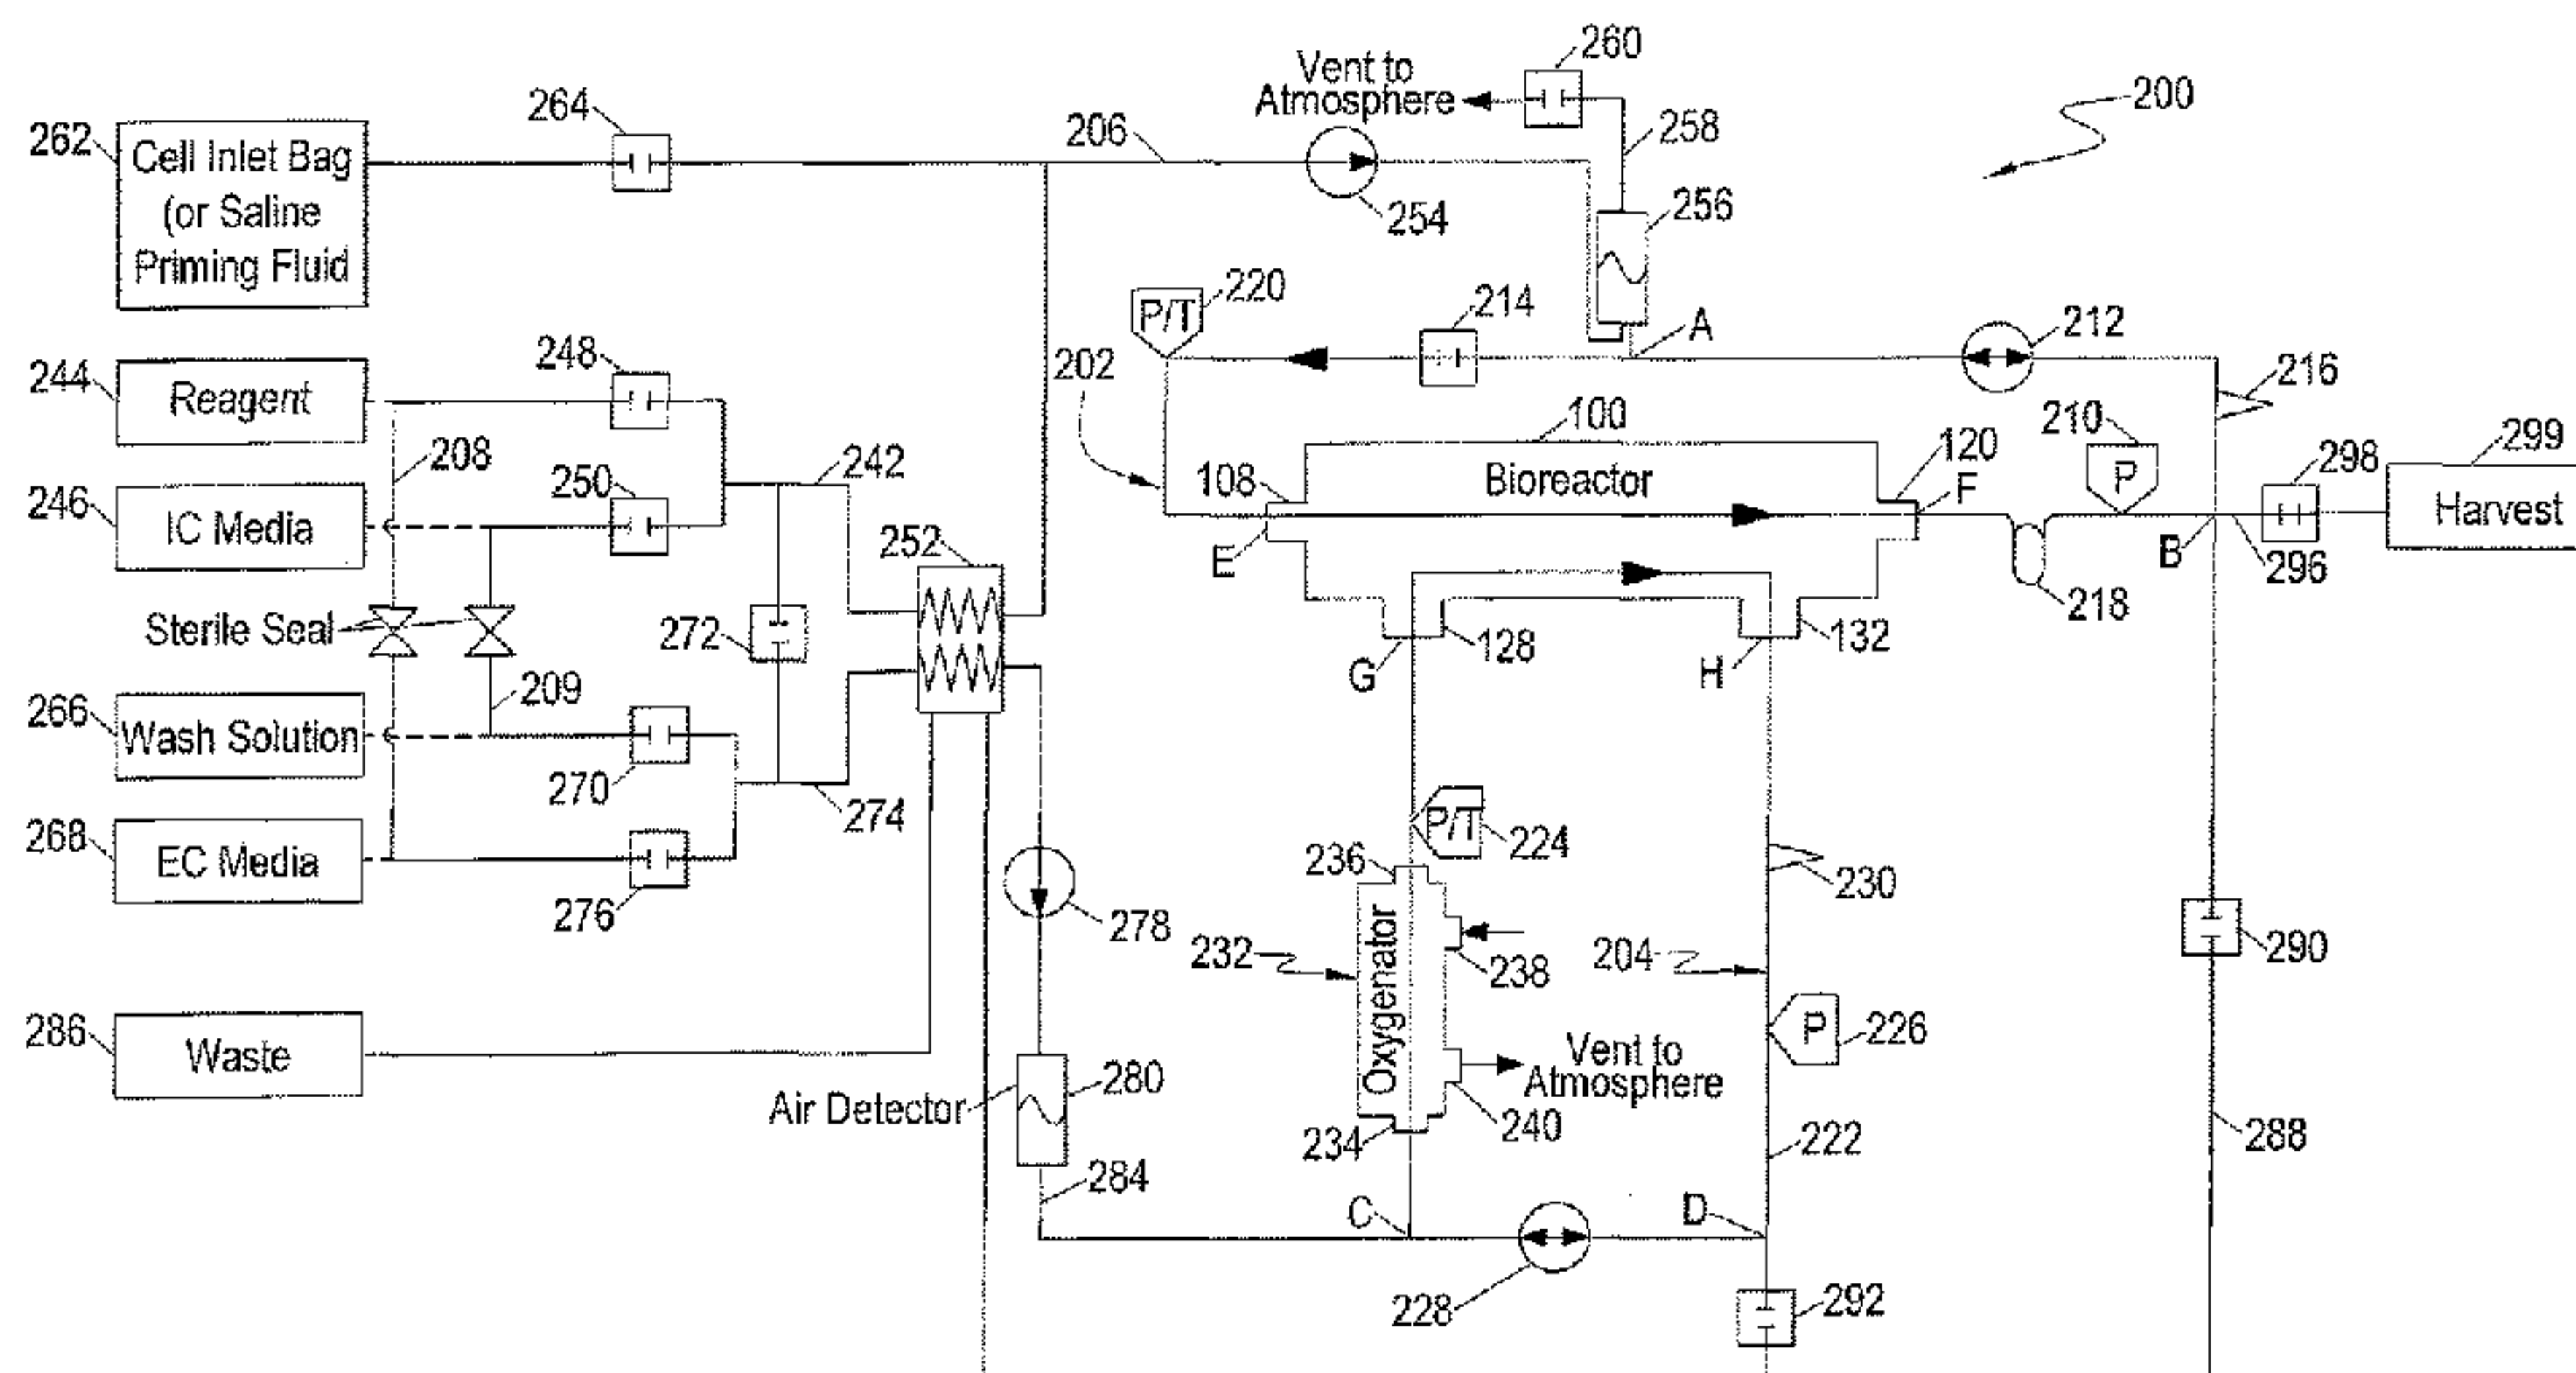 260
Vent to
Atmosphere
200
264
206
258
262
Cell Inlet Bag
(or Saline
Priming Fluid
254
256
220
P/T
214
A
212
248
202
216
244
Reagent
100
210
120
299
208
250
242
108
Bioreactor
F
P
298
246
IC Media
252
E
B
Harvest
296
218
Sterile Seal
272
128
132
G
H
209
266
Wash Solution
270
274
P/T
224
268
EC Media
236
230
276
278
Oxygenator
232
238
204
290
286
Waste
P
226
Vent to
Atmosphere
280
Air Detector
240
234
222
288
284
C
D
228
292